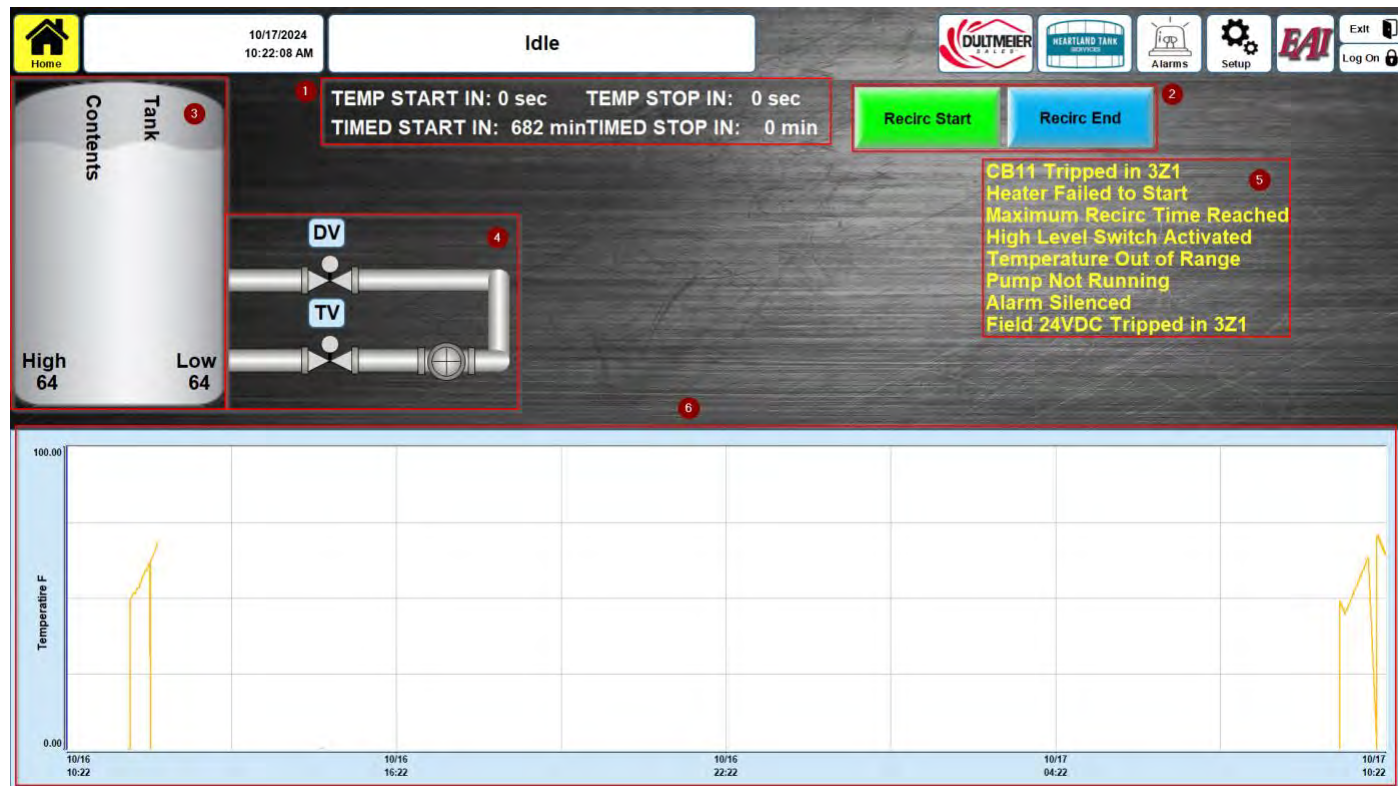 Home
10/17/2024
10:22:08 AM
Idle
DULTMEIER
SALES
HEARTLAND TANK
SERVICES
Alarms
Setup
EAI
Exit
Log On
1
TEMP START IN: 0 sec TEMP STOP IN: 0 sec
TIMED START IN: 682 min TIMED STOP IN: 0 min
Recirc Start
Recirc End
2
3
Tank
Contents
High
64
Low
64
DV
4
TV
5
CB11 Tripped in 3Z1
Heater Failed to Start
Maximum Recirc Time Reached
High Level Switch Activated
Temperature Out of Range
Pump Not Running
Alarm Silenced
Field 24VDC Tripped in 3Z1
6
100.00
Temperatire F
0.00
10/16
10:22
10/16
16:22
10/16
22:22
10/17
04:22
10/17
10:22